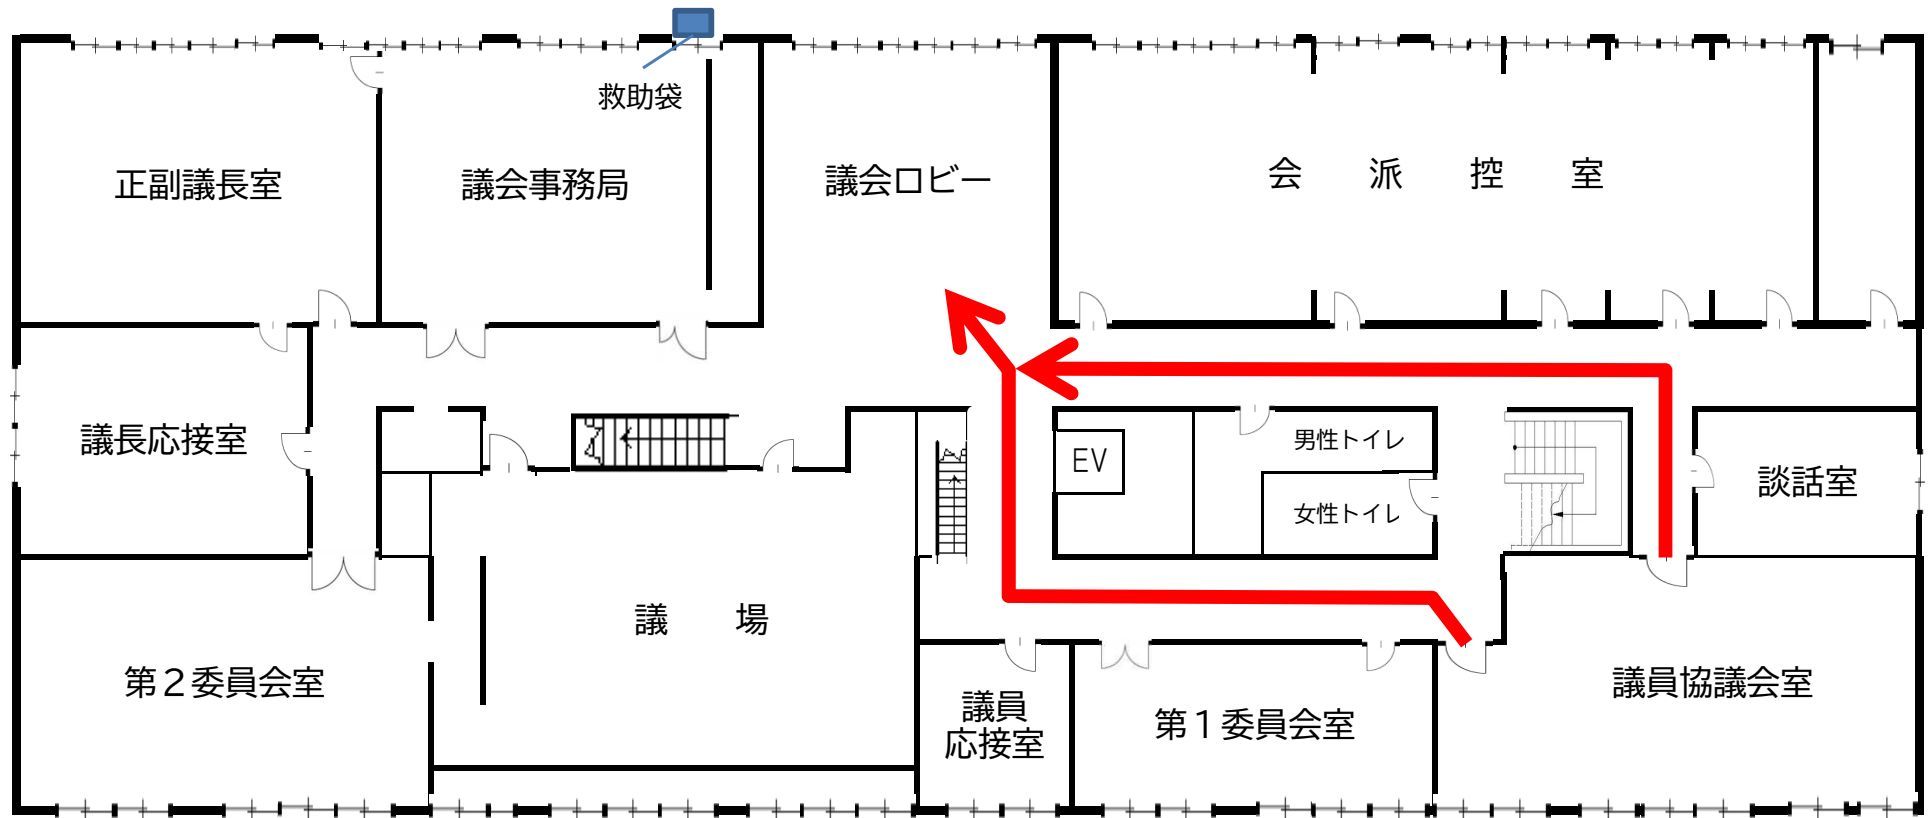 救助袋
正副議長室
議会事務局
議会ロビー
会派控室
議長応接室
EV
男性トイレ
女性トイレ
談話室
議場
第２委員会室
議員
応接室
第１委員会室
議員協議会室